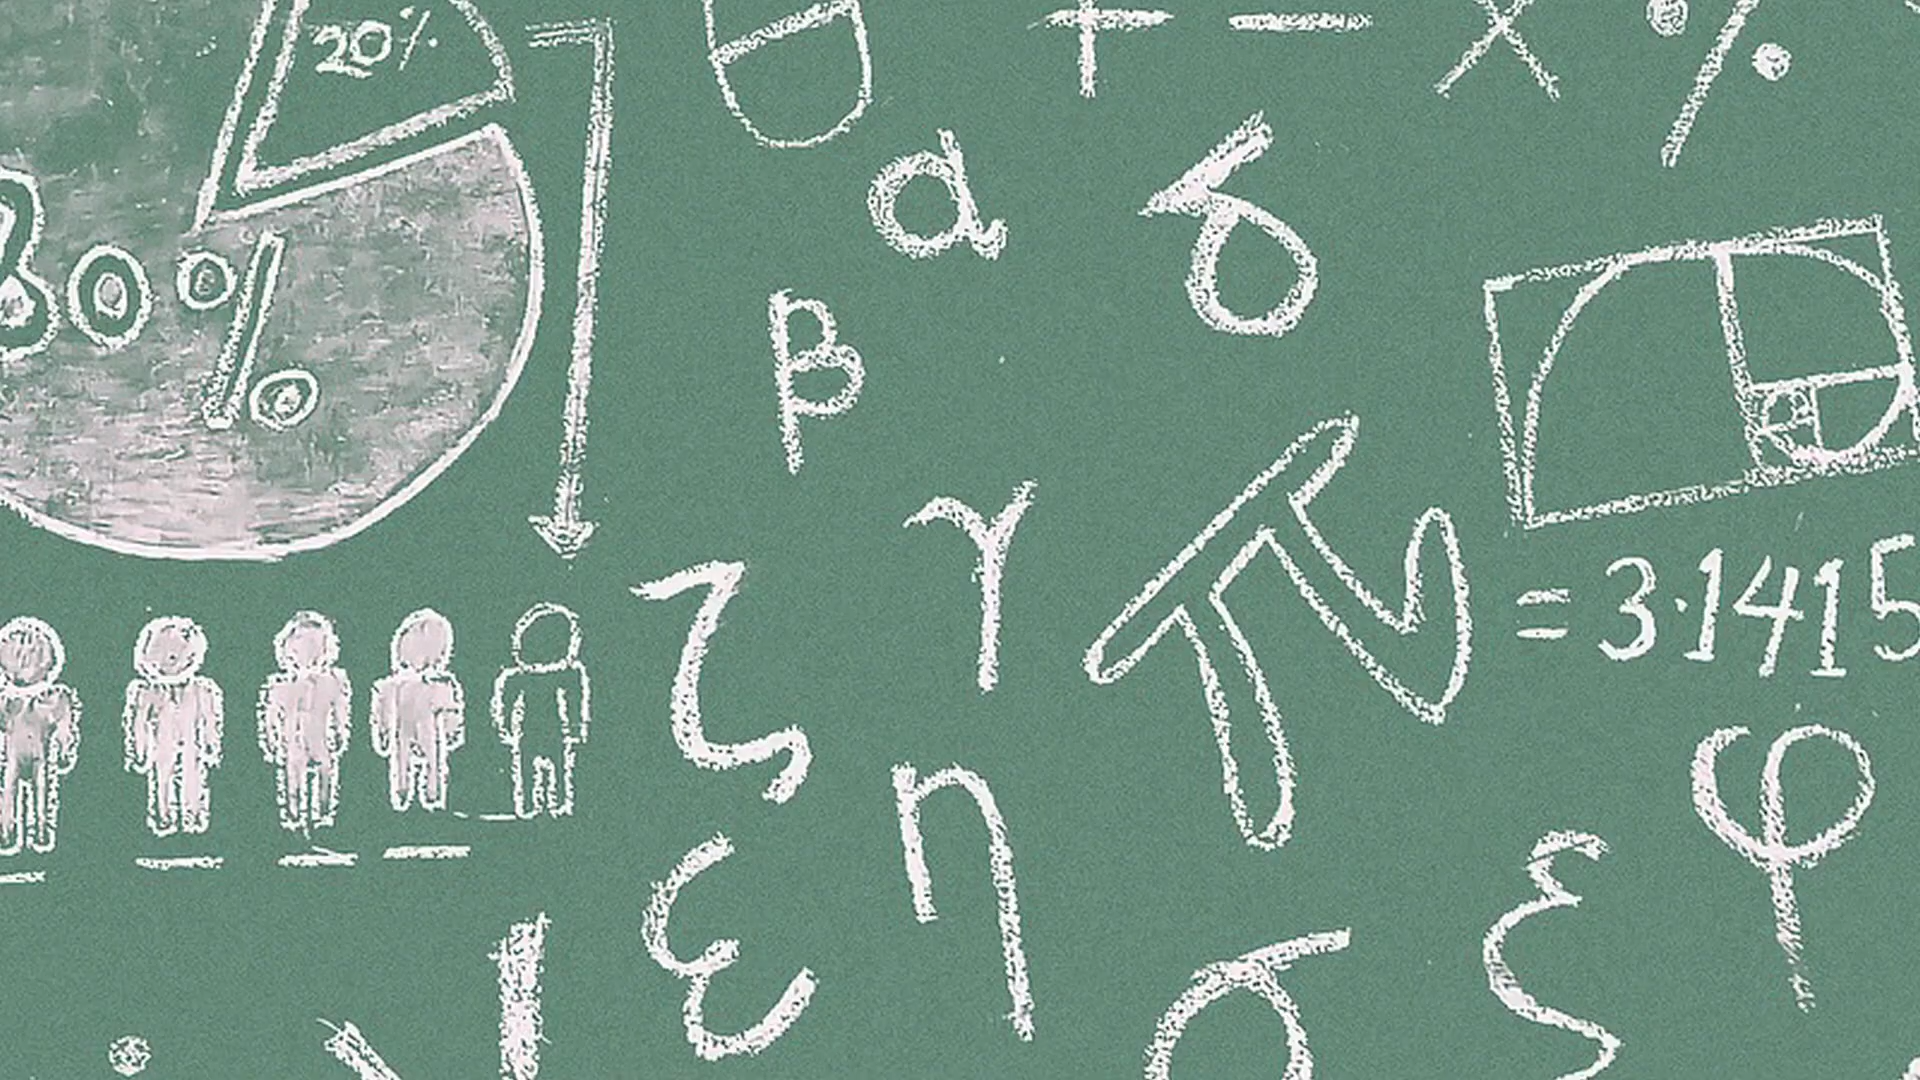 20%
θ + − × %
α δ
80%
β
γ
π = 3·1415
ζ
η φ
ε ξ
σ